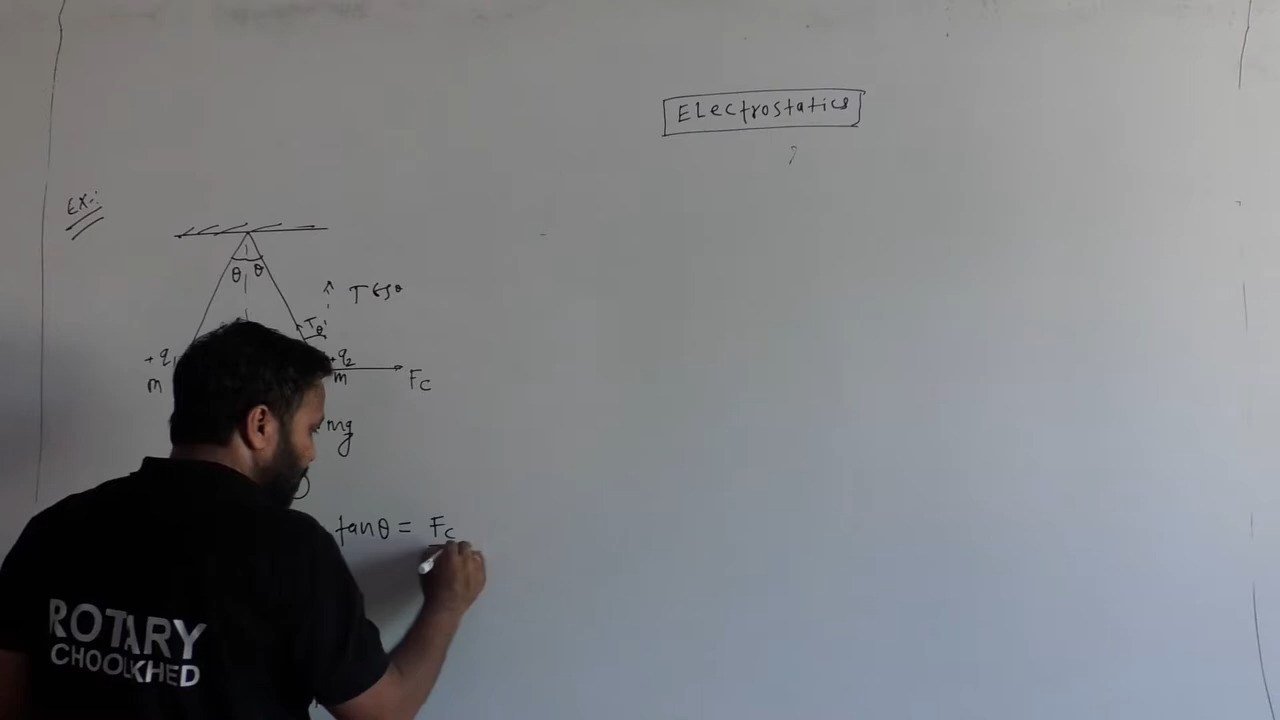 Electrostatics
Ex:
θ θ
T cosθ
T θ
+q1 +q2
m m
Fc
mg
tanθ = Fc
ROTARY
CHOOLKHED